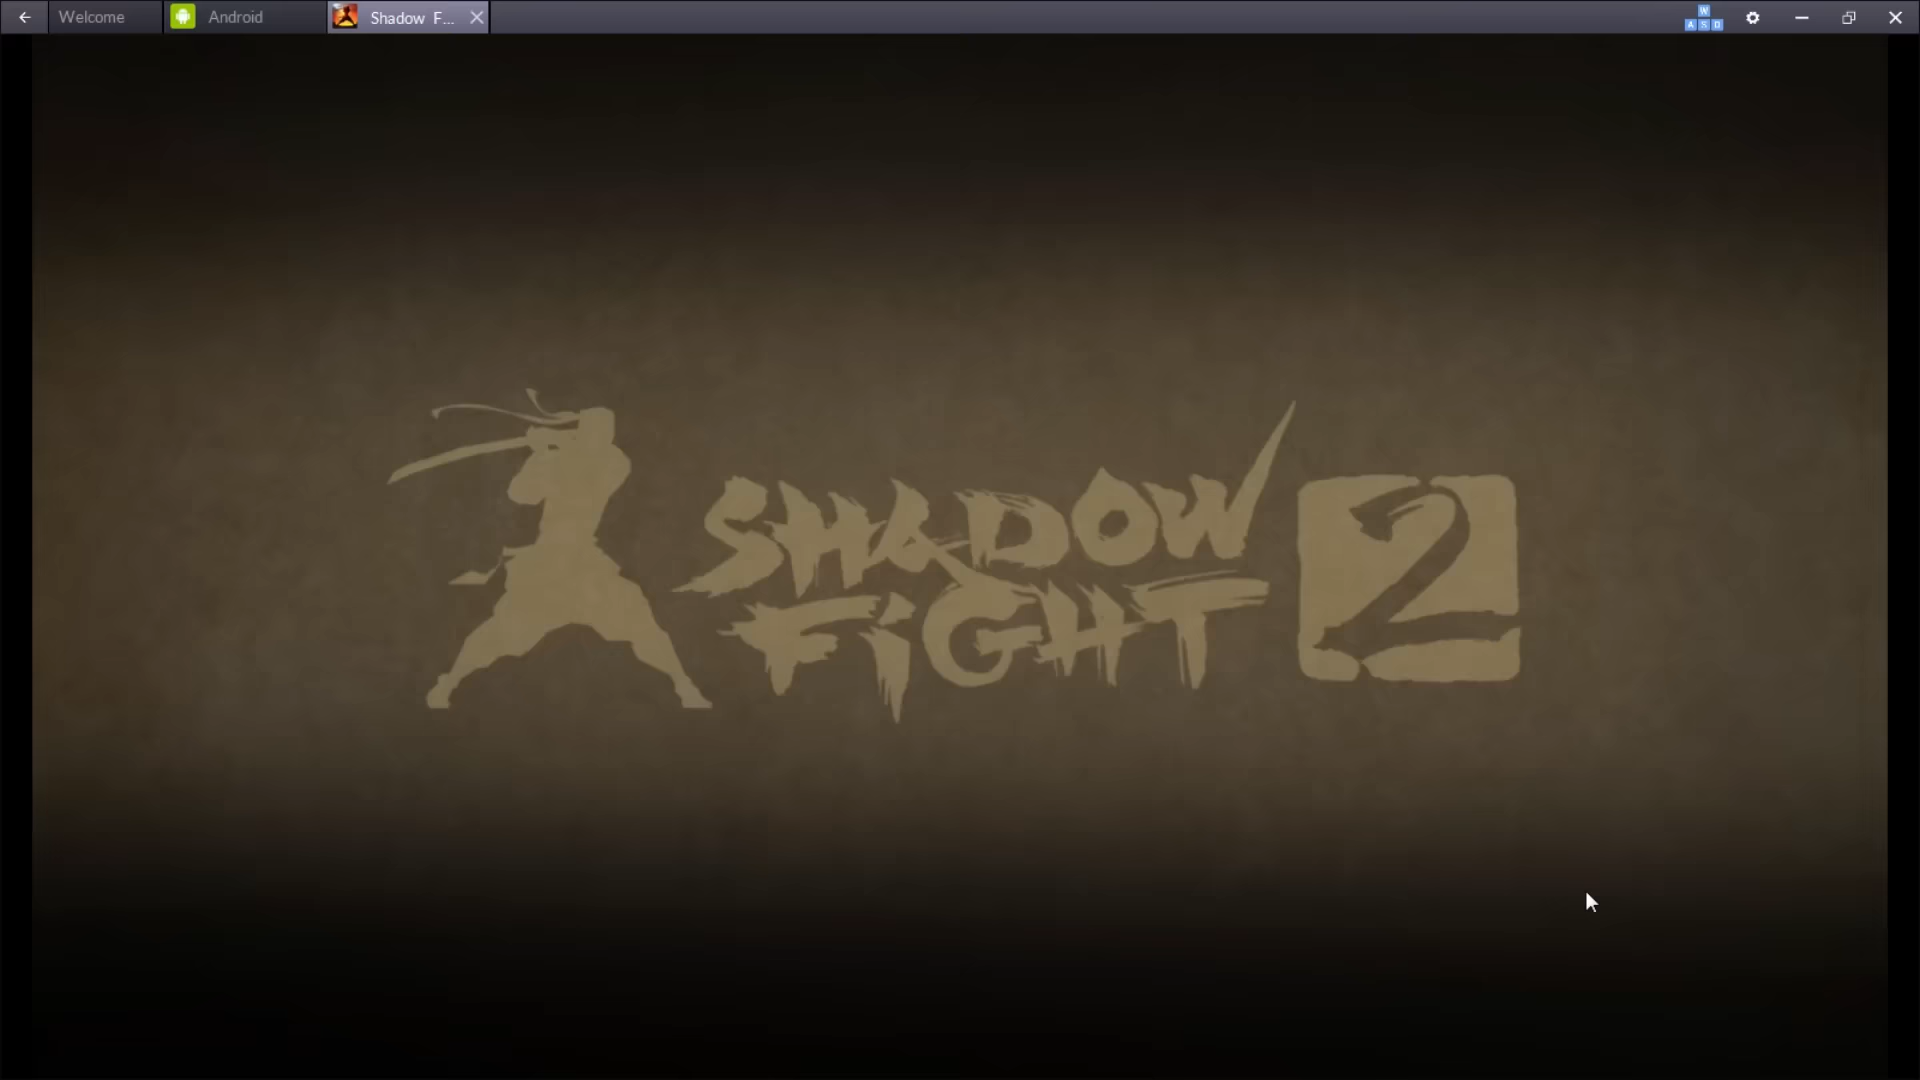 Welcome
Android
Shadow F...
W
A S D
SHADOW
FiGHT
2